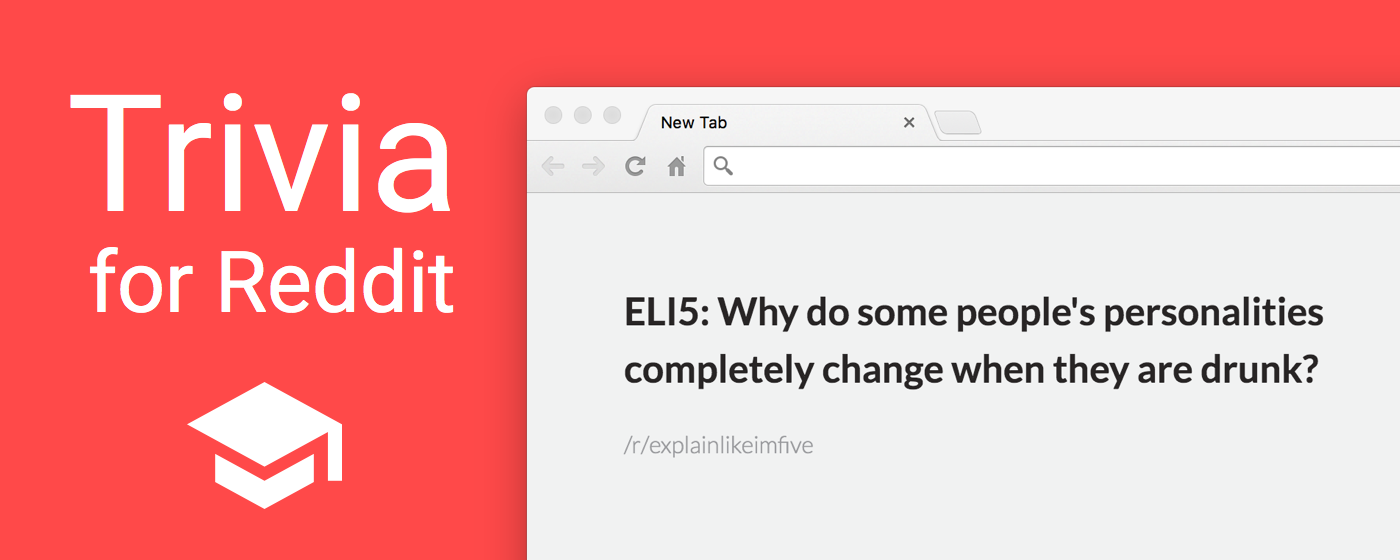 Trivia
for Reddit
New Tab
ELI5: Why do some people's personalities
completely change when they are drunk?
/r/explainlikeimfive